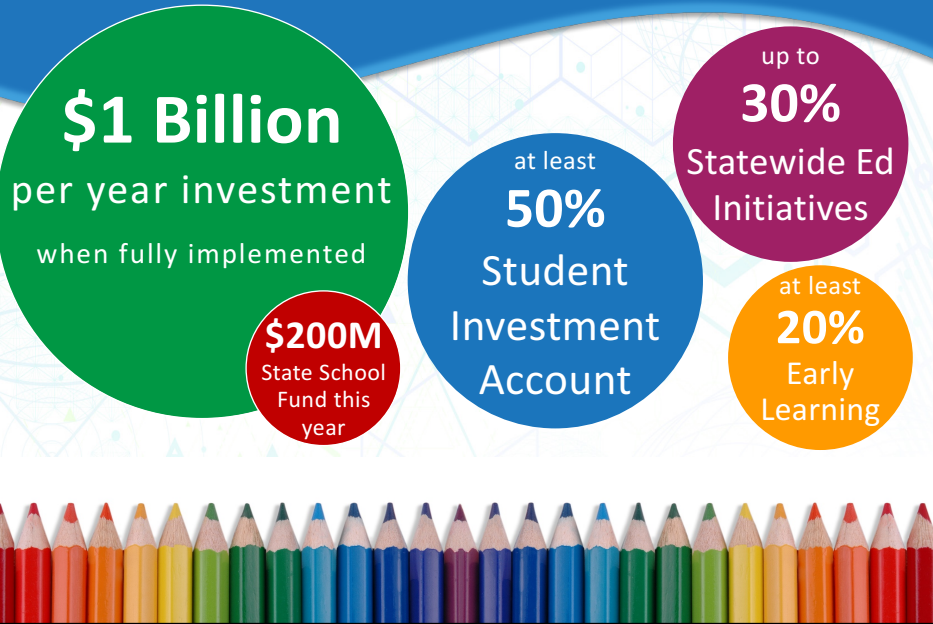 $1 Billion
per year investment
when fully implemented
$200M
State School
Fund this
year
at least
50%
Student
Investment
Account
up to
30%
Statewide Ed
Initiatives
at least
20%
Early
Learning